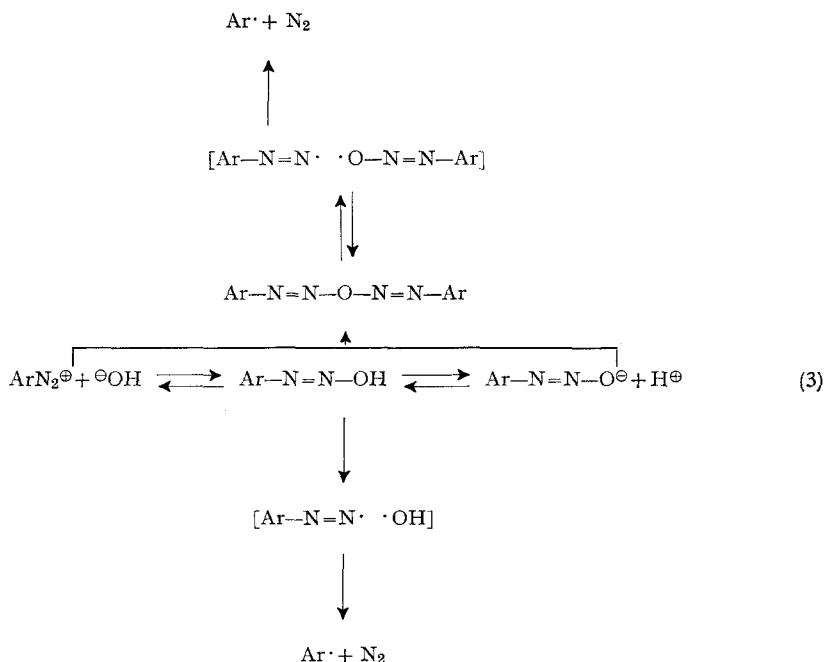 Ar· + N₂
[Ar—N=N· ·O—N=N—Ar]
Ar—N=N—O—N=N—Ar
ArN₂⊕ + ⊖OH ⇌ Ar—N=N—OH ⇌ Ar—N=N—O⊖ + H⊕ (3)
[Ar—N=N· ·OH]
Ar· + N₂